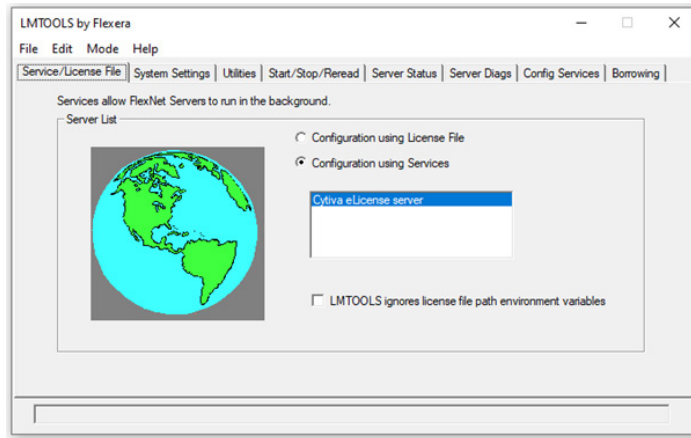 LMTOOLS by Flexera
File Edit Mode Help
Service/License File System Settings Utilities Start/Stop/Reread Server Status Server Diags Config Services Borrowing
Services allow FlexNet Servers to run in the background.
Server List
Configuration using License File
Configuration using Services
Cytiva eLicense server
LMTOOLS ignores license file path environment variables